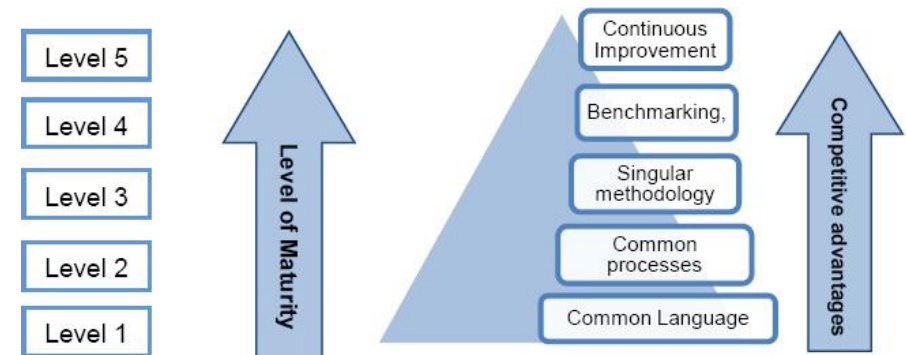 Level 5
Level 4
Level 3
Level 2
Level 1
Level of Maturity
Continuous
Improvement
Benchmarking,
Singular
methodology
Common
processes
Common Language
Competitive advantages